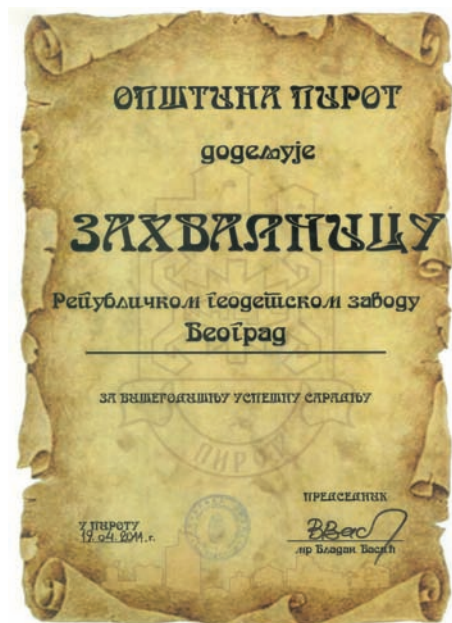 ОПШТИНА ПИРОТ
додељује
ЗАХВАЛНИЦУ
Републичком геодетском заводу
Београд
ЗА ВИШЕГОДИШЊУ УСПЕШНУ САРАДЊУ
ПИРОТ
ПРЕДСЕДНИК
У ПИРОТУ
19. 04. 2011. г.
мр Владан Васић